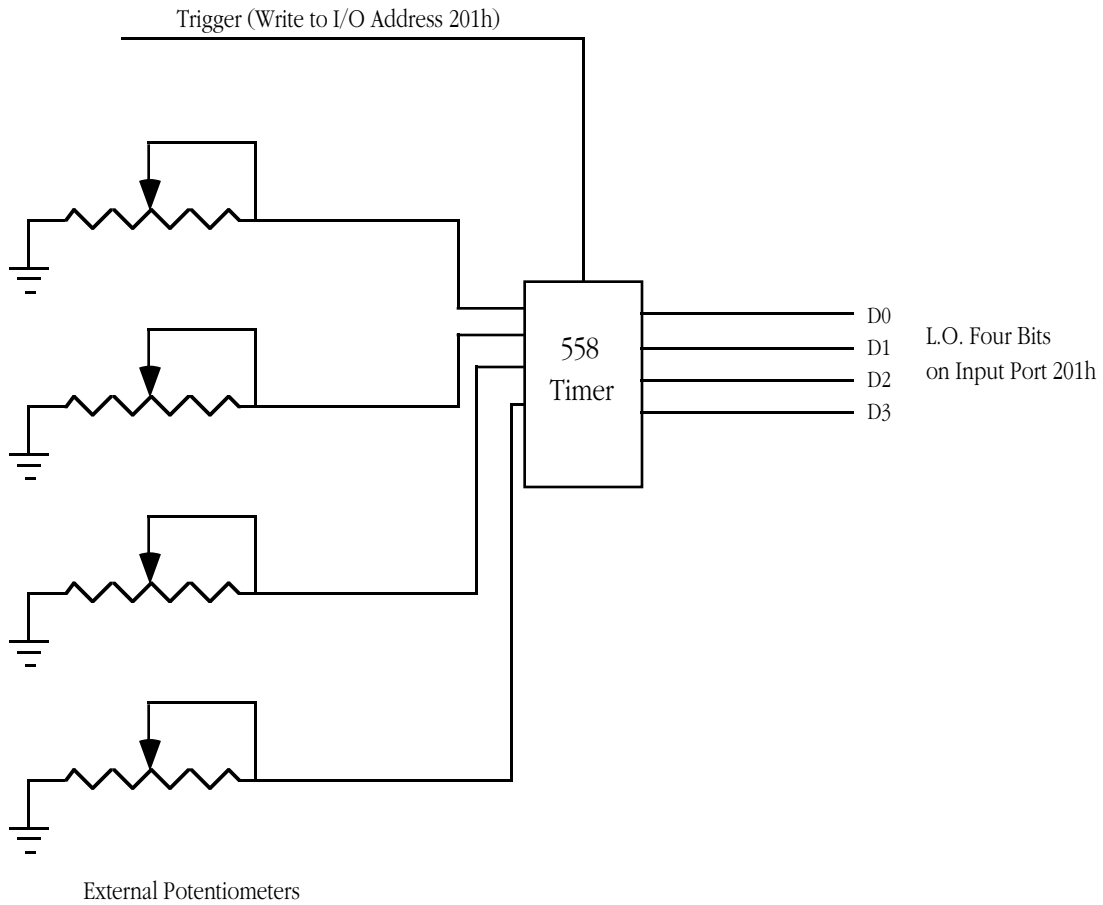 Trigger (Write to I/O Address 201h)
558
Timer
D0
D1
D2
D3
L.O. Four Bits
on Input Port 201h
External Potentiometers